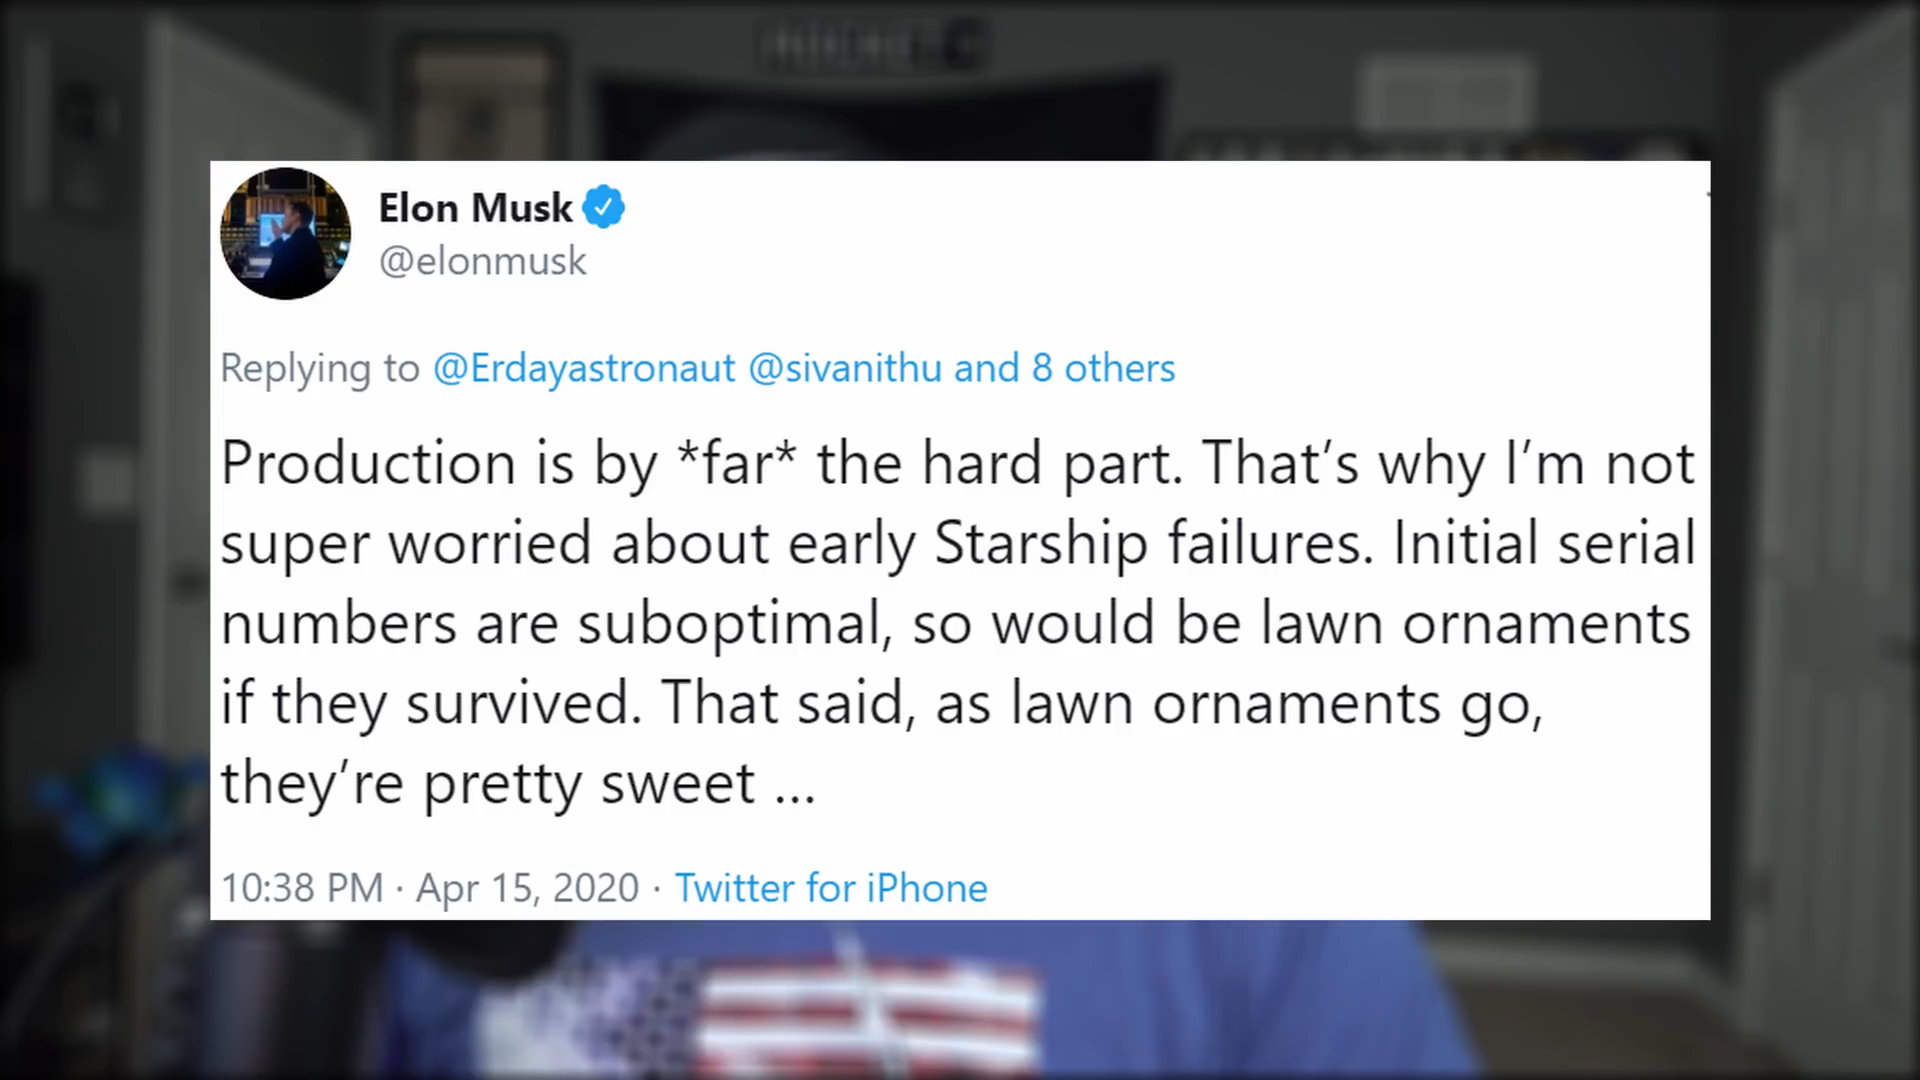 Elon Musk
@elonmusk
Replying to @Erdayastronaut @sivanithu and 8 others
Production is by *far* the hard part. That’s why I’m not
super worried about early Starship failures. Initial serial
numbers are suboptimal, so would be lawn ornaments
if they survived. That said, as lawn ornaments go,
they’re pretty sweet ...
10:38 PM · Apr 15, 2020 · Twitter for iPhone